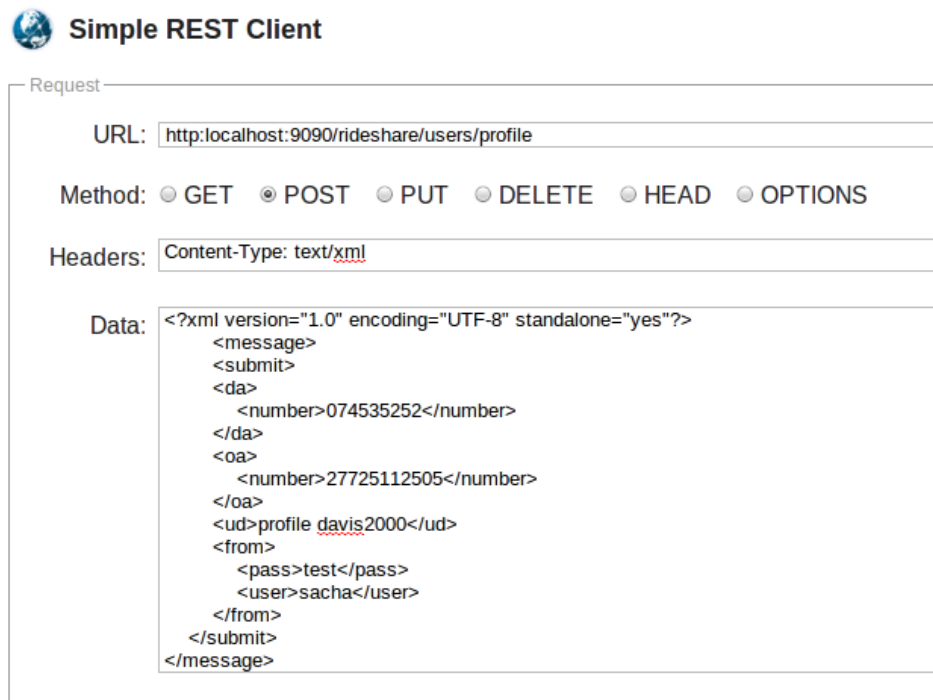 Simple REST Client
Request
URL: http:localhost:9090/rideshare/users/profile
Method: GET POST PUT DELETE HEAD OPTIONS
Headers: Content-Type: text/xml
Data: <?xml version="1.0" encoding="UTF-8" standalone="yes"?>
<message>
<submit>
<da>
<number>074535252</number>
</da>
<oa>
<number>27725112505</number>
</oa>
<ud>profile davis2000</ud>
<from>
<pass>test</pass>
<user>sacha</user>
</from>
</submit>
</message>